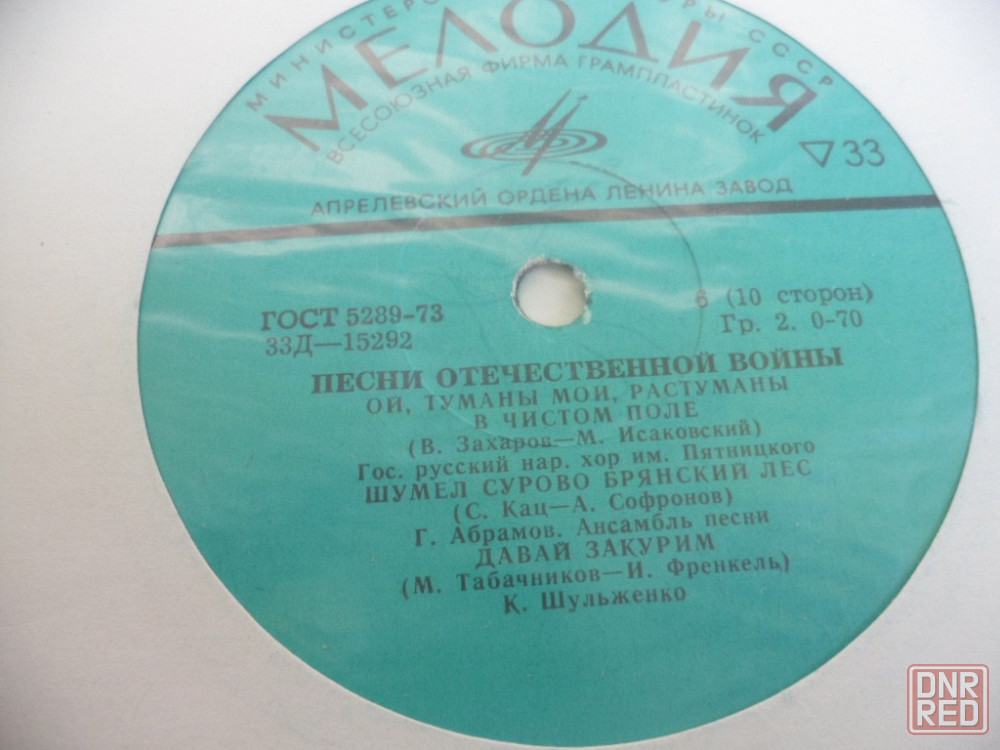 СССР
МЕЛОДИЯ
ВСЕСОЮЗНАЯ ФИРМА ГРАМПЛАСТИНОК
▽33
АПРЕЛЕВСКИЙ ОРДЕНА ЛЕНИНА ЗАВОД
ГОСТ 5289-73
33Д—15292
6 (10 сторон)
Гр. 2. 0-70
ПЕСНИ ОТЕЧЕСТВЕННОЙ ВОЙНЫ
ОЙ, ТУМАНЫ МОИ, РАСТУМАНЫ
В ЧИСТОМ ПОЛЕ
(В. Захаров—М. Исаковский)
Гос. русский нар. хор им. Пятницкого
ШУМЕЛ СУРОВО БРЯНСКИЙ ЛЕС
(С. Кац—А. Софронов)
Г. Абрамов. Ансамбль песни
ДАВАЙ ЗАКУРИМ
(М. Табачников—И. Френкель)
К. Шульженко
DNR
RED